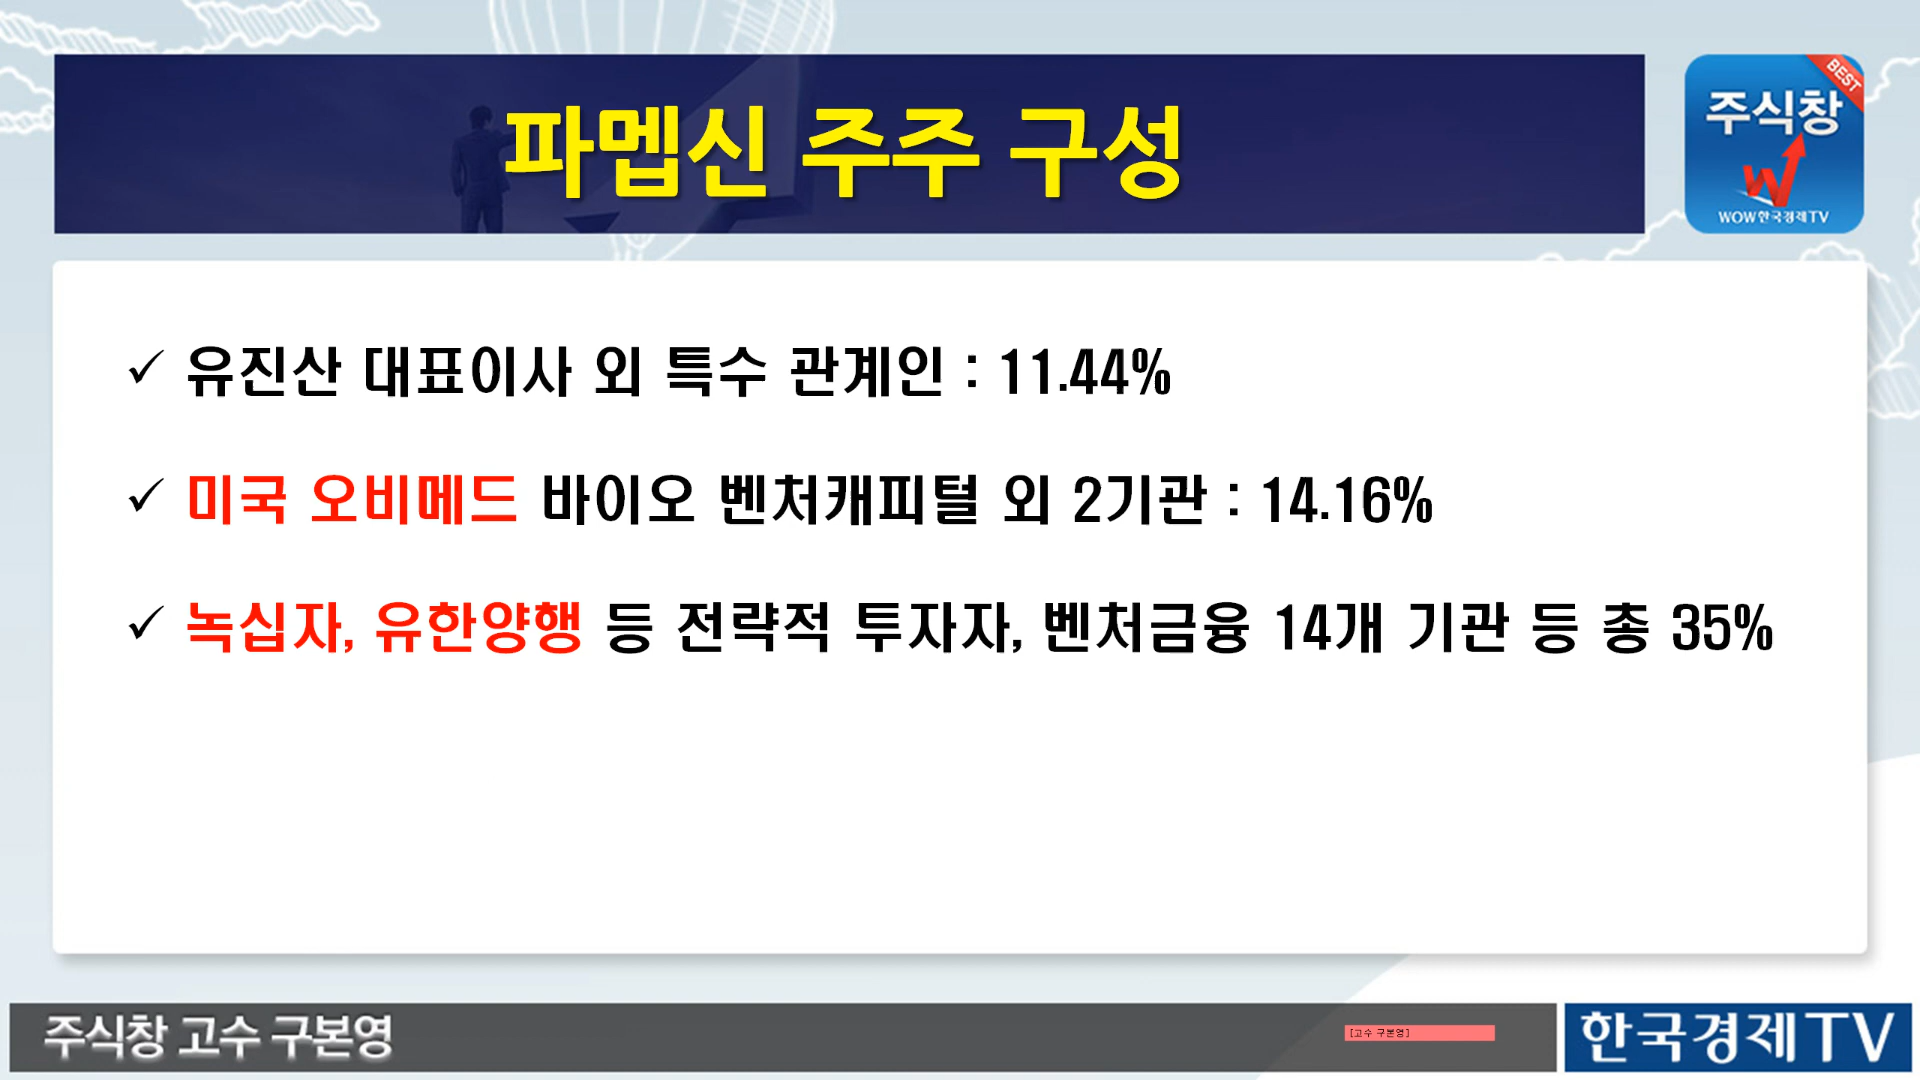 파멥신 주주 구성
BEST
주식창
WOW한국경제TV
✓ 유진산 대표이사 외 특수 관계인 : 11.44%
✓ 미국 오비메드 바이오 벤처캐피털 외 2기관 : 14.16%
✓ 녹십자, 유한양행 등 전략적 투자자, 벤처금융 14개 기관 등 총 35%
주식창 고수 구본영
[고수 구본영]
한국경제TV